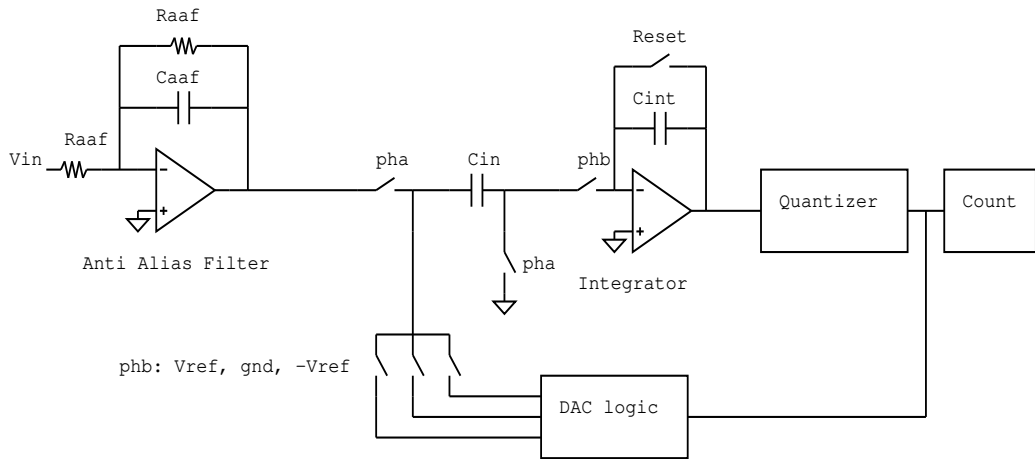 Raaf
Reset
Caaf
Cint
Raaf
Vin
pha
Cin
phb
−
+
−
+
Quantizer
Count
Anti Alias Filter
pha
Integrator
phb: Vref, gnd, -Vref
DAC logic